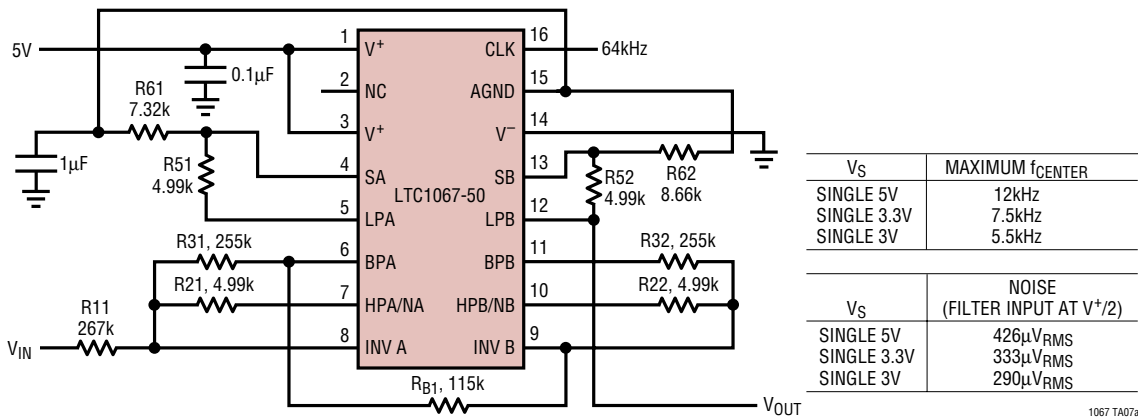 5V
0.1μF
R61
7.32k
1μF
R51
4.99k
R31, 255k
R21, 4.99k
R11
267k
VIN
RB1, 115k
LTC1067-50
1
V+
2
NC
3
V+
4
SA
5
LPA
6
BPA
7
HPA/NA
8
INV A
16
CLK
64kHz
15
AGND
14
V–
13
SB
12
LPB
11
BPB
10
HPB/NB
9
INV B
R62
8.66k
R52
4.99k
R32, 255k
R22, 4.99k
VOUT
VS MAXIMUM fCENTER
SINGLE 5V 12kHz
SINGLE 3.3V 7.5kHz
SINGLE 3V 5.5kHz
VS NOISE
(FILTER INPUT AT V+/2)
SINGLE 5V 426μVRMS
SINGLE 3.3V 333μVRMS
SINGLE 3V 290μVRMS
1067 TA07a